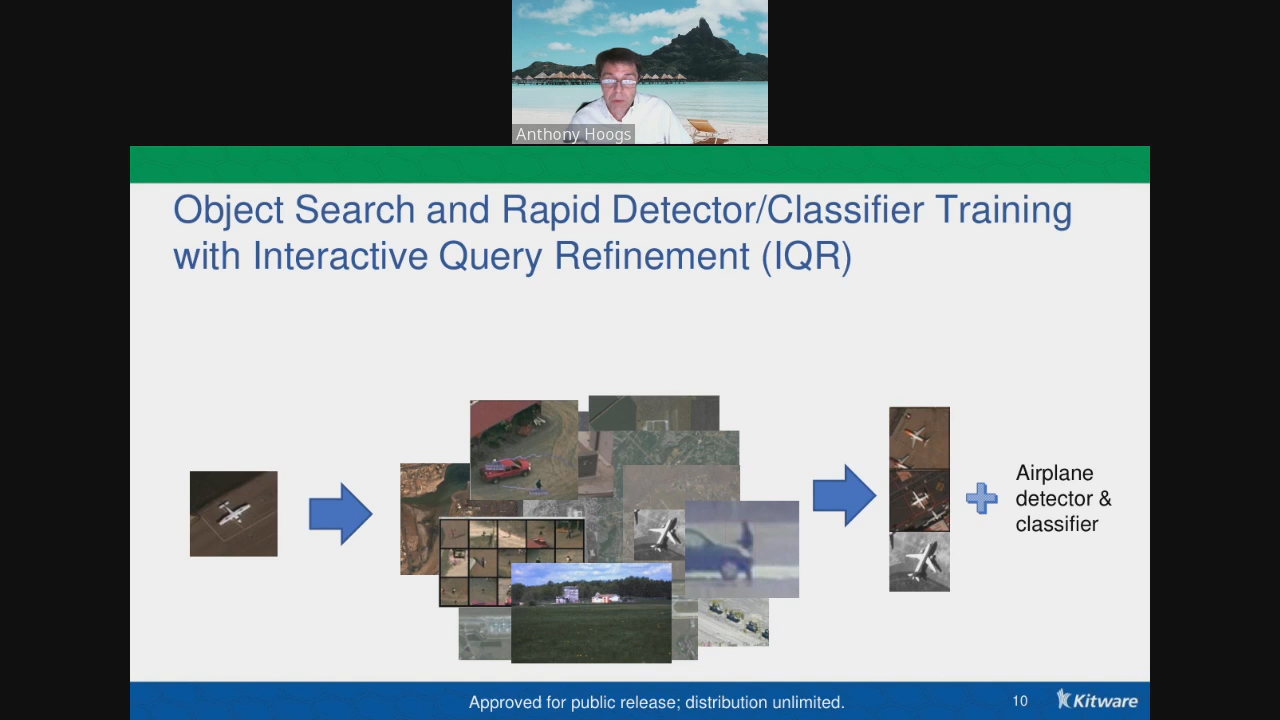 Anthony Hoogs
Object Search and Rapid Detector/Classifier Training
with Interactive Query Refinement (IQR)
Airplane
detector &
classifier
Approved for public release; distribution unlimited.
10
Kitware